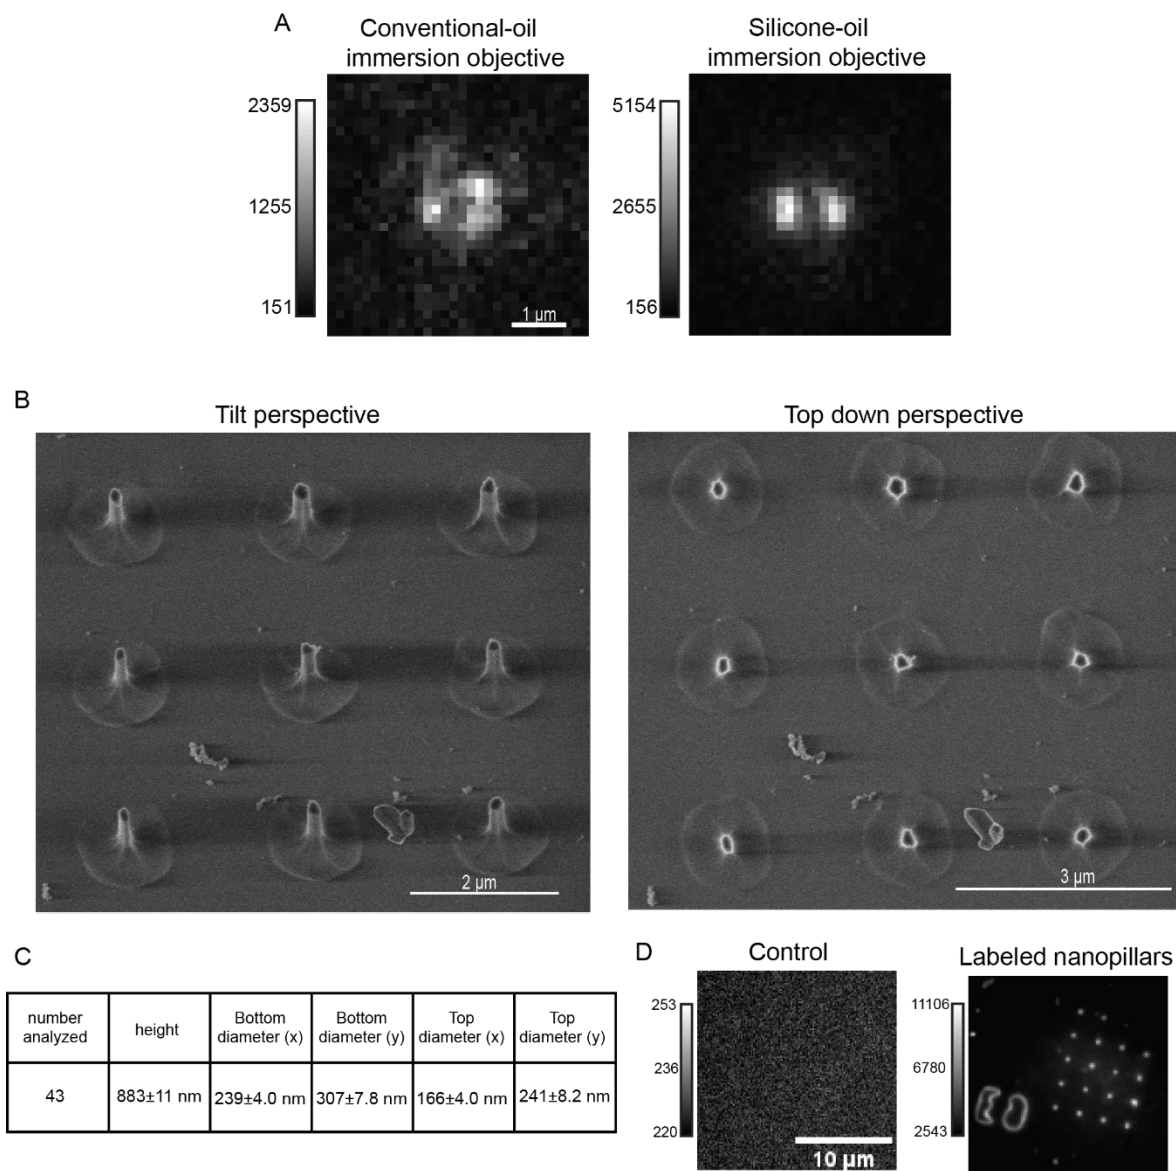 A
Conventional-oil
immersion objective
Silicone-oil
immersion objective
2359
1255
151
1 µm
5154
2655
156
B
Tilt perspective
Top down perspective
2 µm
3 µm
C
number
analyzed
height
Bottom
diameter (x)
Bottom
diameter (y)
Top
diameter (x)
Top
diameter (y)
43
883±11 nm
239±4.0 nm
307±7.8 nm
166±4.0 nm
241±8.2 nm
D
Control
Labeled nanopillars
253
236
220
10 µm
11106
6780
2543